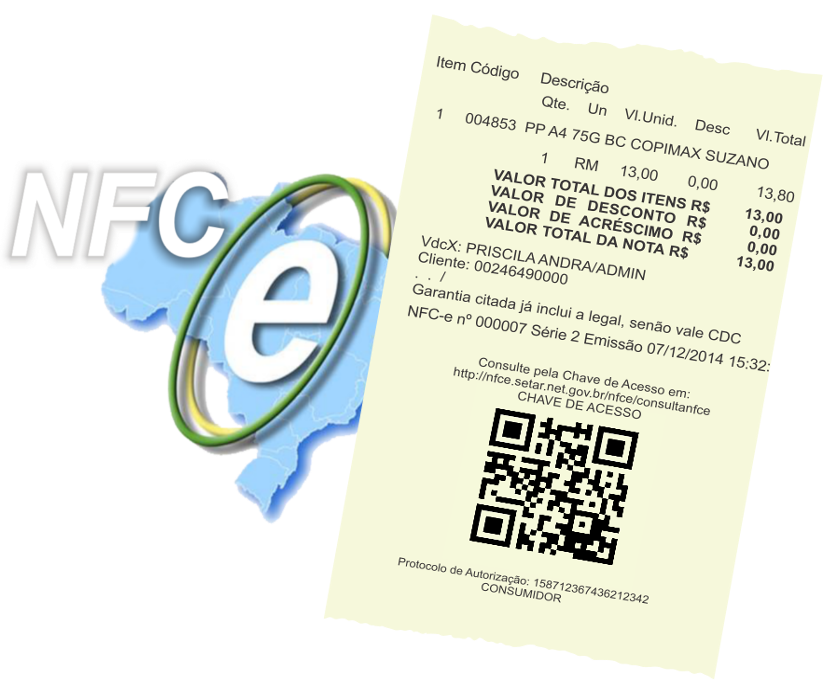 NFC
e
Item Código Descrição
Qte. Un Vl.Unid. Desc Vl.Total
1 004853 PP A4 75G BC COPIMAX SUZANO
1 RM 13,00 0,00 13,80
VALOR TOTAL DOS ITENS R$ 13,00
VALOR DE DESCONTO R$ 0,00
VALOR DE ACRÉSCIMO R$ 0,00
VALOR TOTAL DA NOTA R$ 13,00
VdcX: PRISCILA ANDRA/ADMIN
Cliente: 00246490000
. . /
Garantia citada já inclui a legal, senão vale CDC
NFC-e nº 000007 Série 2 Emissão 07/12/2014 15:32:
Consulte pela Chave de Acesso em:
http://nfce.setar.net.gov.br/nfce/consultanfce
CHAVE DE ACESSO
Protocolo de Autorização: 158712367436212342
CONSUMIDOR